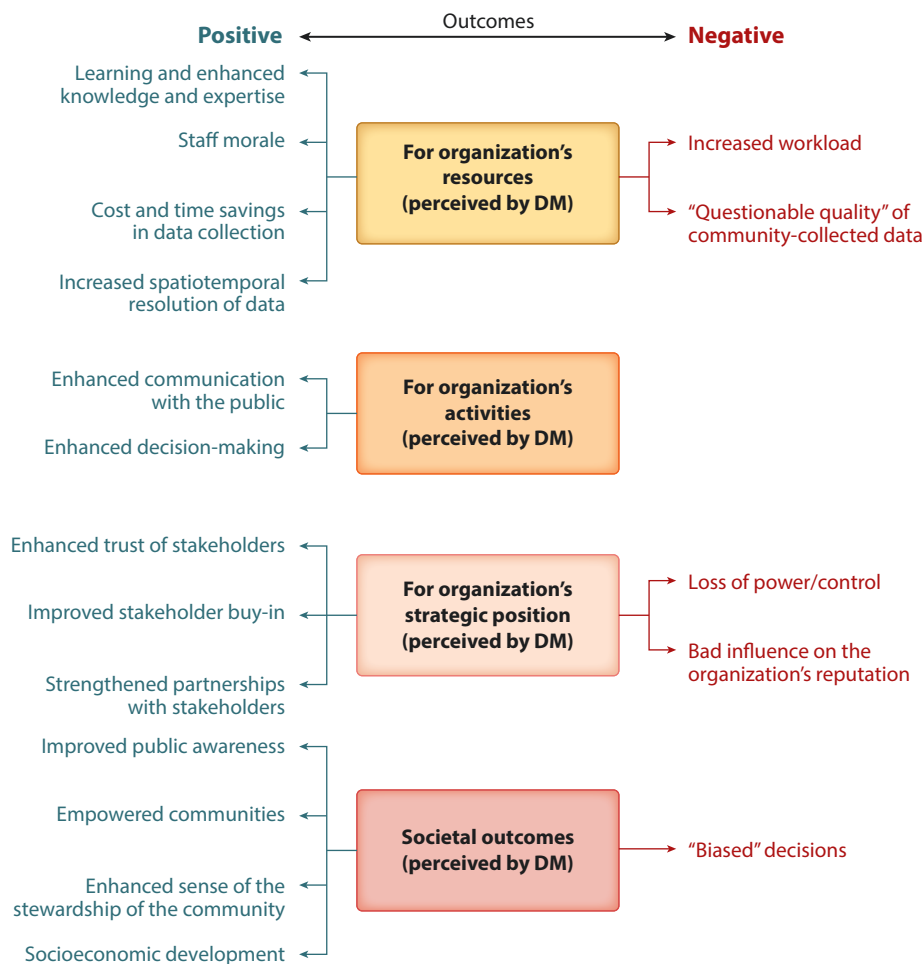 Outcomes
Positive
Negative
Learning and enhanced
knowledge and expertise
Staff morale
Cost and time savings
in data collection
Increased spatiotemporal
resolution of data
For organization’s
resources
(perceived by DM)
Increased workload
“Questionable quality” of
community-collected data
Enhanced communication
with the public
Enhanced decision-making
For organization’s
activities
(perceived by DM)
Enhanced trust of stakeholders
Improved stakeholder buy-in
Strengthened partnerships
with stakeholders
For organization’s
strategic position
(perceived by DM)
Loss of power/control
Bad influence on the
organization’s reputation
Improved public awareness
Empowered communities
Enhanced sense of the
stewardship of the community
Socioeconomic development
Societal outcomes
(perceived by DM)
“Biased” decisions